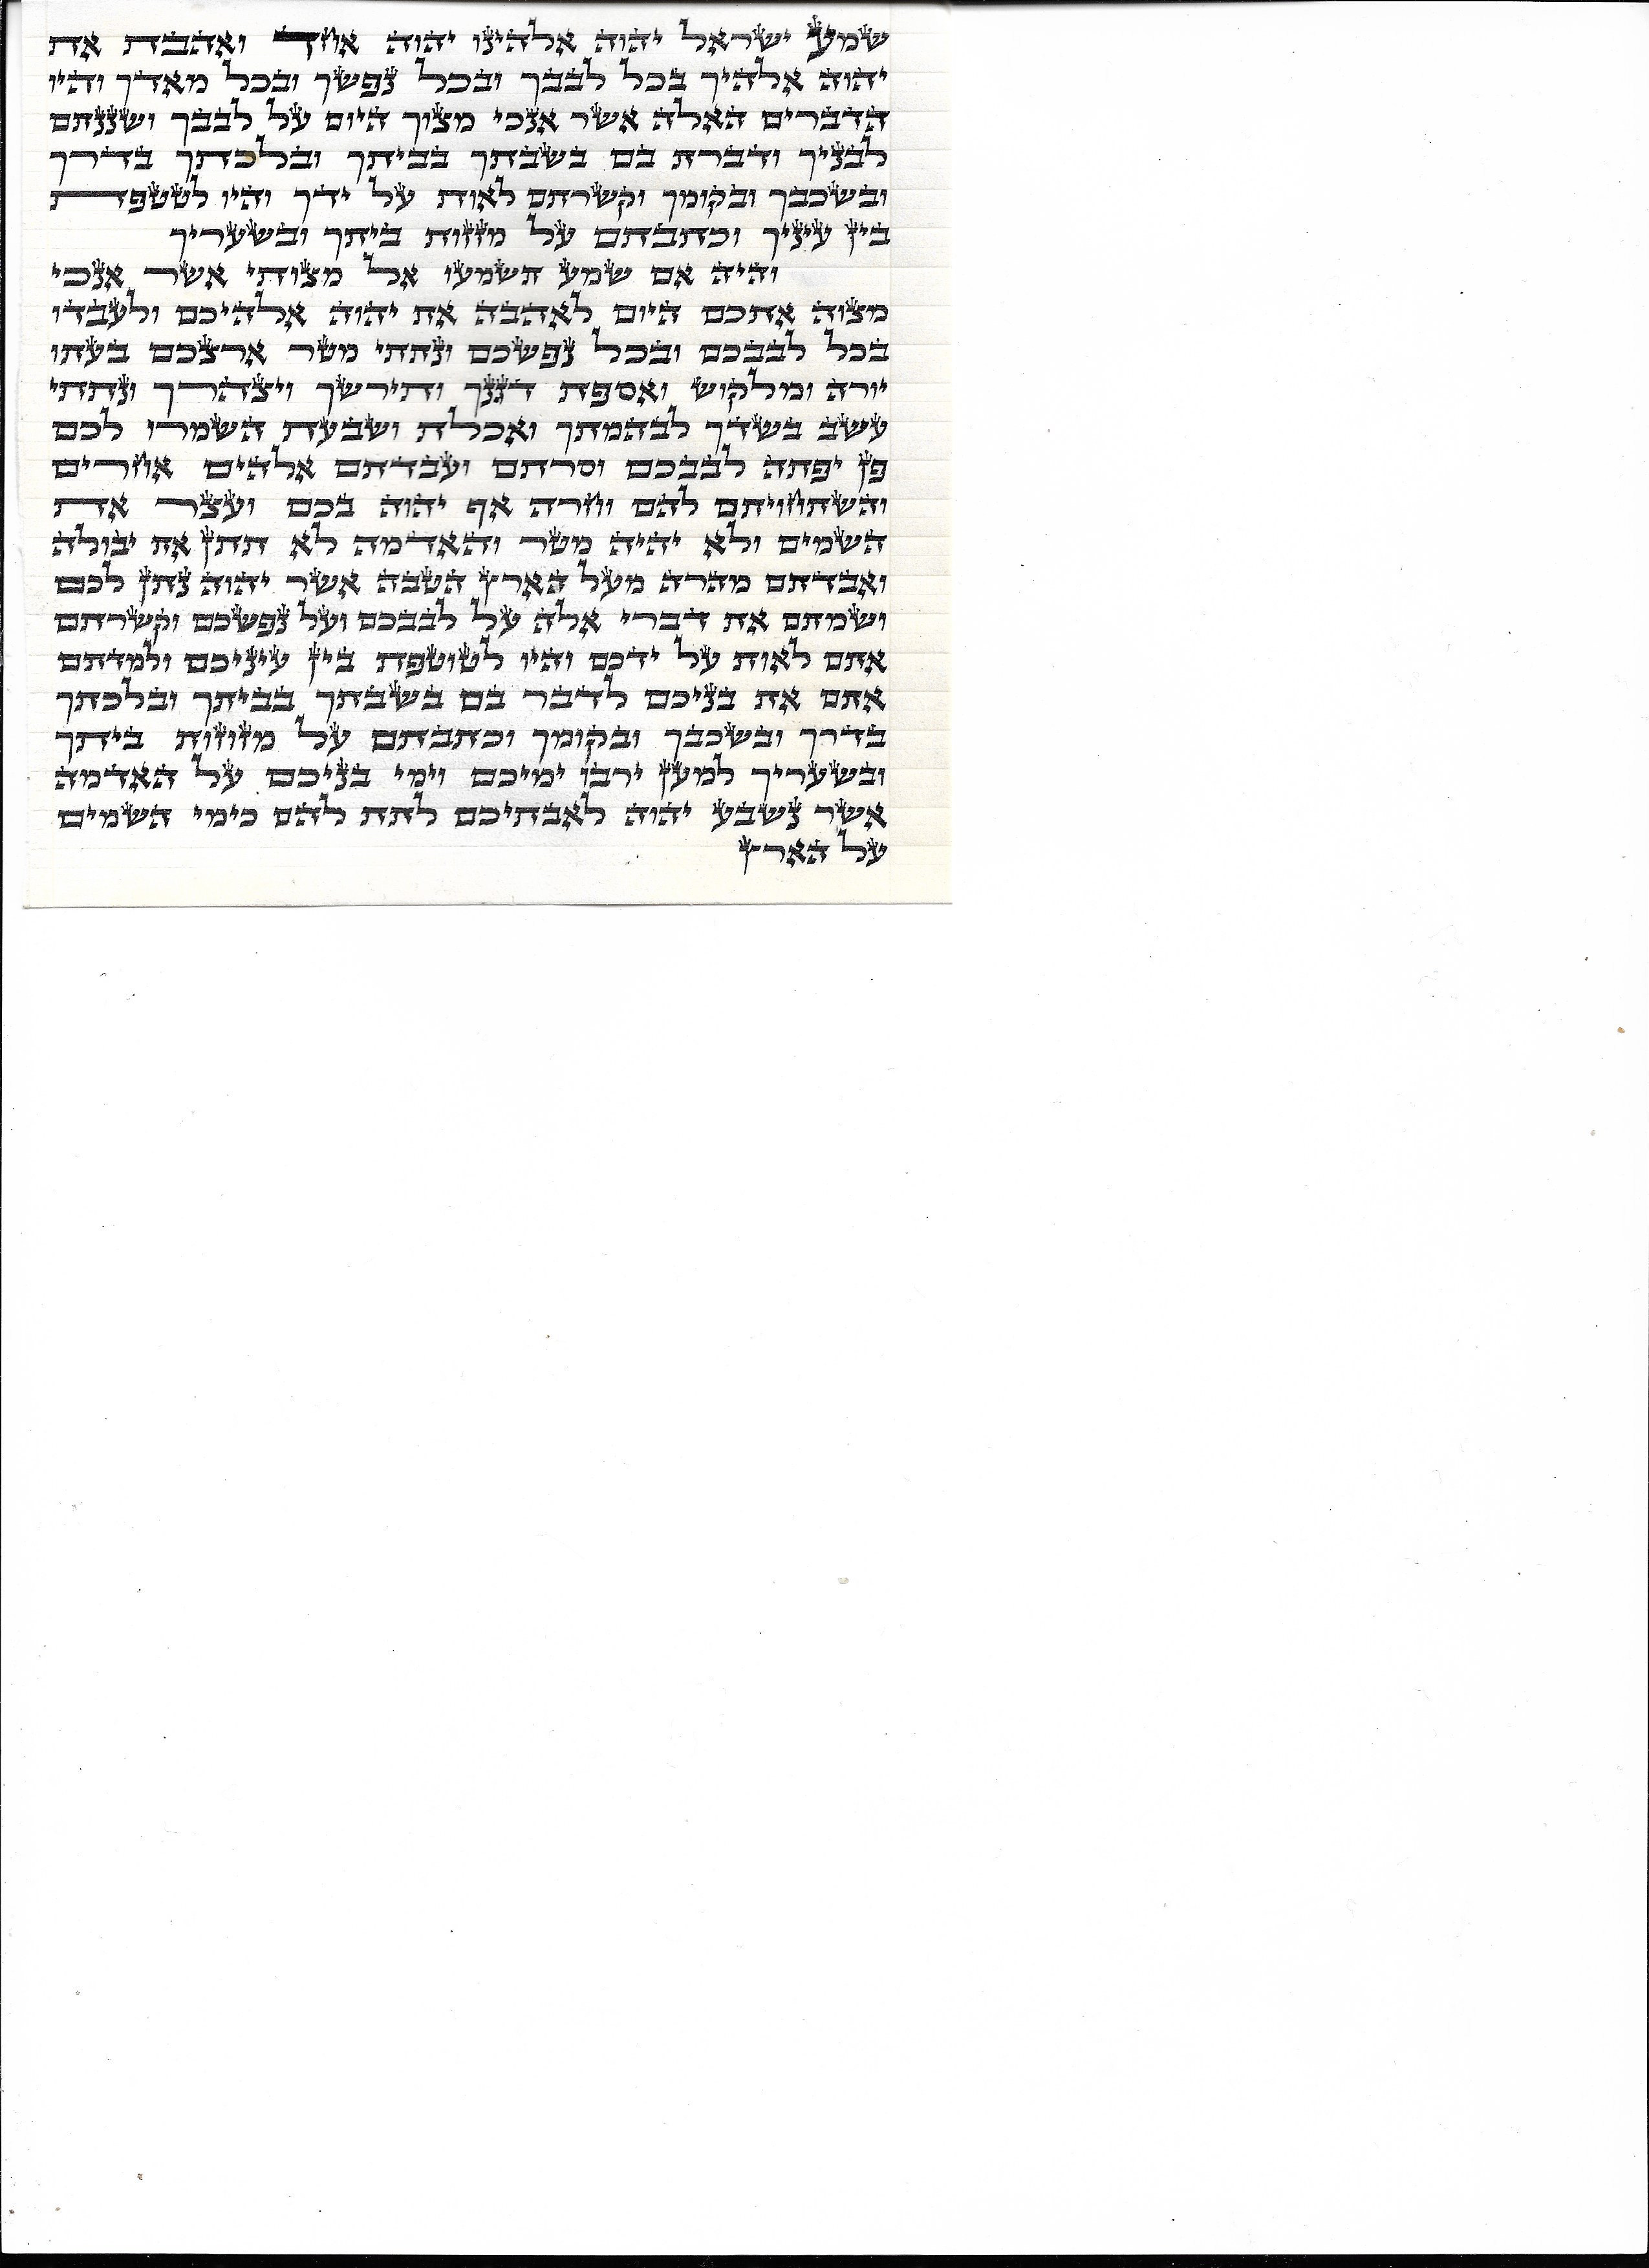 שמע ישראל יהוה אלהינו יהוה אחד ואהבת את
יהוה אלהיך בכל לבבך ובכל נפשך ובכל מאדך והיו
הדברים האלה אשר אנכי מצוך היום על לבבך ושננתם
לבניך ודברת בם בשבתך בביתך ובלכתך בדרך
ובשכבך ובקומך וקשרתם לאות על ידך והיו לטטפת
בין עיניך וכתבתם על מזזות ביתך ובשעריך
והיה אם שמע תשמעו אל מצותי אשר אנכי
מצוה אתכם היום לאהבה את יהוה אלהיכם ולעבדו
בכל לבבכם ובכל נפשכם ונתתי מטר ארצכם בעתו
יורה ומלקוש ואספת דגנך ותירשך ויצהרך ונתתי
עשב בשדך לבהמתך ואכלת ושבעת השמרו לכם
פן יפתה לבבכם וסרתם ועבדתם אלהים אחרים
והשתחויתם להם וחרה אף יהוה בכם ועצר את
השמים ולא יהיה מטר והאדמה לא תתן את יבולה
ואבדתם מהרה מעל הארץ הטבה אשר יהוה נתן לכם
ושמתם את דברי אלה על לבבכם ועל נפשכם וקשרתם
אתם לאות על ידכם והיו לטוטפת בין עיניכם ולמדתם
אתם את בניכם לדבר בם בשבתך בביתך ובלכתך
בדרך ובשכבך ובקומך וכתבתם על מזוזות ביתך
ובשעריך למען ירבו ימיכם וימי בניכם על האדמה
אשר נשבע יהוה לאבתיכם לתת להם כימי השמים
על הארץ